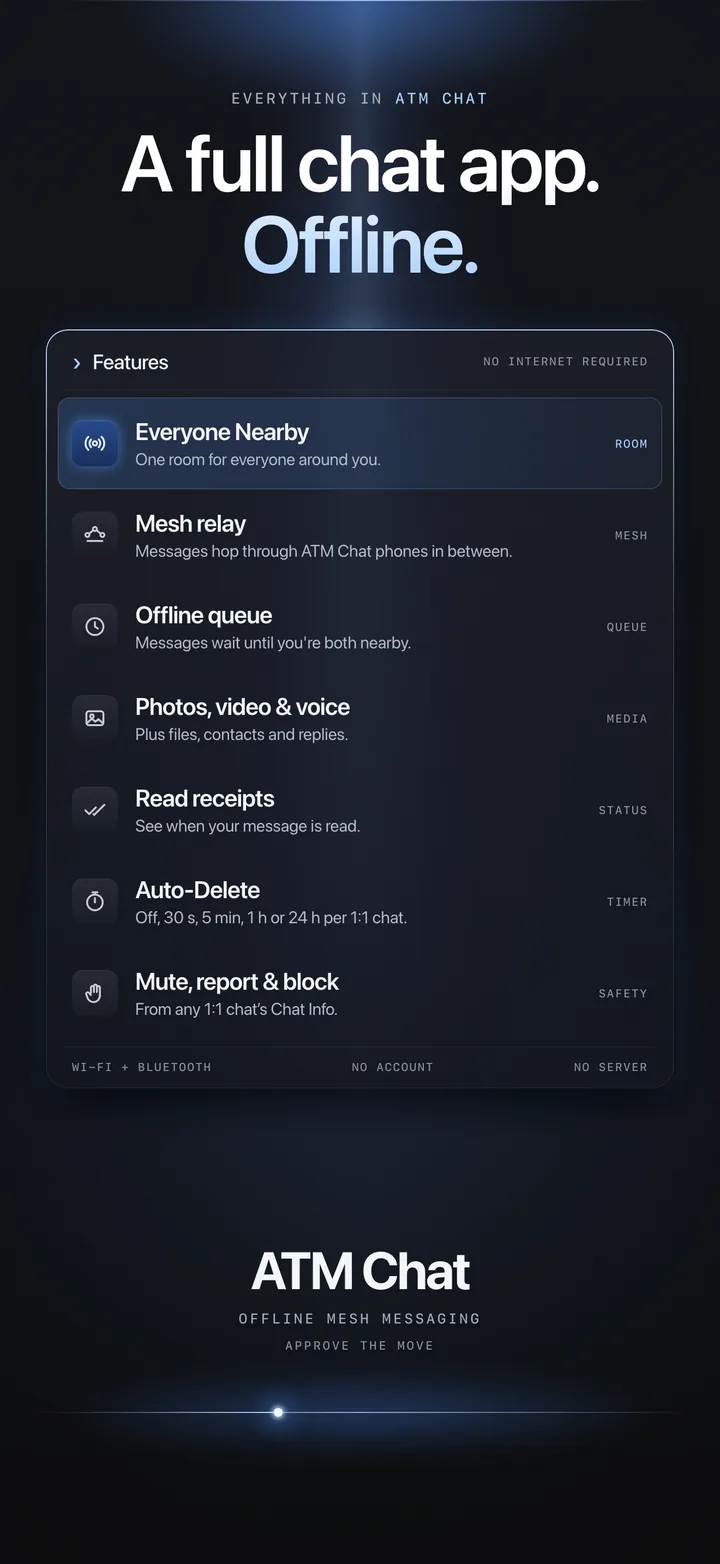 EVERYTHING IN ATM CHAT
A full chat app.
Offline.
› Features
NO INTERNET REQUIRED
Everyone Nearby
One room for everyone around you.
ROOM
Mesh relay
Messages hop through ATM Chat phones in between.
MESH
Offline queue
Messages wait until you're both nearby.
QUEUE
Photos, video & voice
Plus files, contacts and replies.
MEDIA
Read receipts
See when your message is read.
STATUS
Auto-Delete
Off, 30 s, 5 min, 1 h or 24 h per 1:1 chat.
TIMER
Mute, report & block
From any 1:1 chat’s Chat Info.
SAFETY
WI-FI + BLUETOOTH
NO ACCOUNT
NO SERVER
ATM Chat
OFFLINE MESH MESSAGING
APPROVE THE MOVE